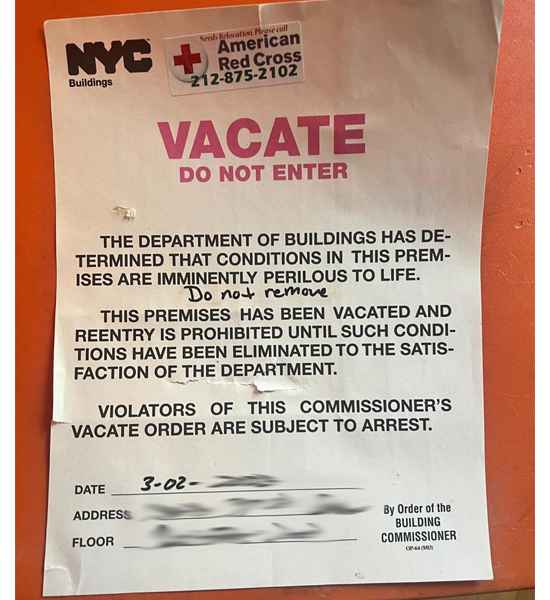 NYC
Buildings
Needs Relocation, Please call
American
Red Cross
212-875-2102
VACATE
DO NOT ENTER
THE DEPARTMENT OF BUILDINGS HAS DE-
TERMINED THAT CONDITIONS IN THIS PREM-
ISES ARE IMMINENTLY PERILOUS TO LIFE.
Do not remove
THIS PREMISES HAS BEEN VACATED AND
REENTRY IS PROHIBITED UNTIL SUCH CONDI-
TIONS HAVE BEEN ELIMINATED TO THE SATIS-
FACTION OF THE DEPARTMENT.
VIOLATORS OF THIS COMMISSIONER'S
VACATE ORDER ARE SUBJECT TO ARREST.
DATE 3-02-
ADDRESS
FLOOR
By Order of the
BUILDING
COMMISSIONER
OP-64 (9/03)